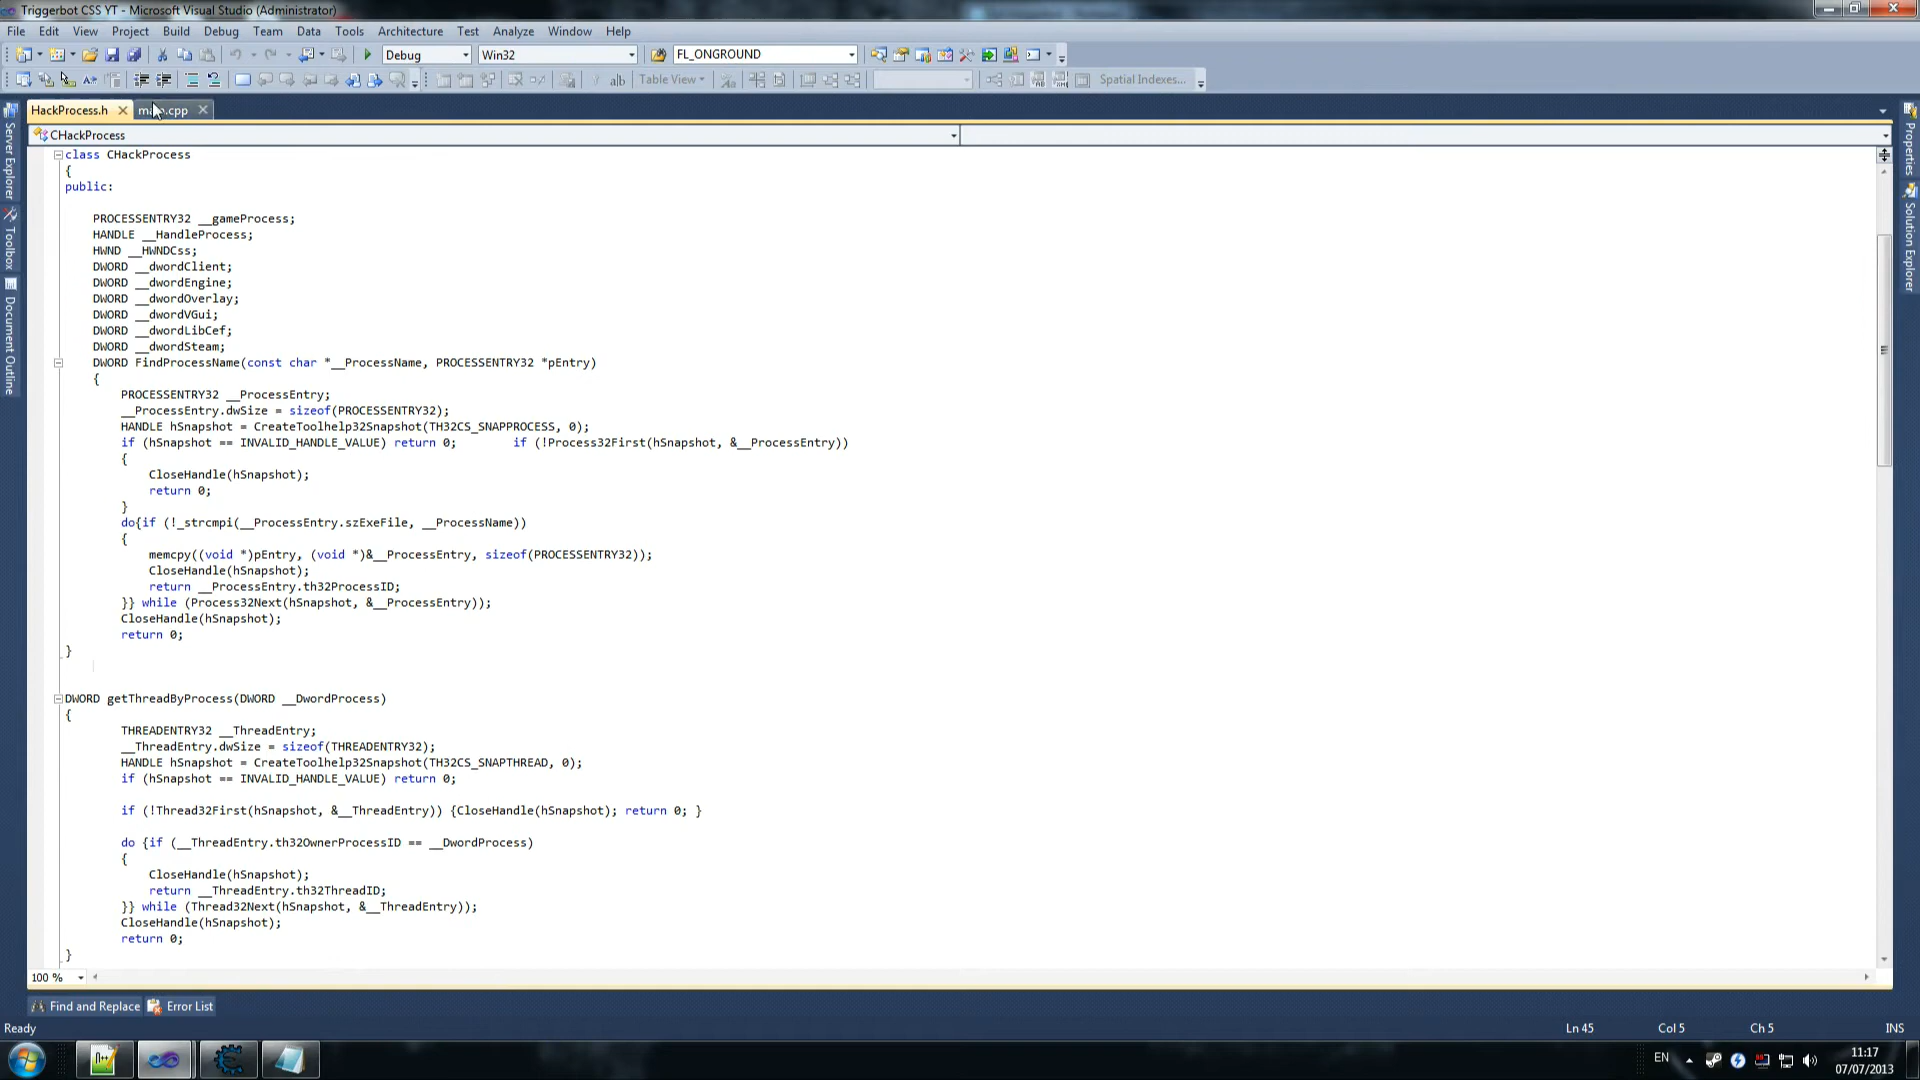 Triggerbot CSS YT - Microsoft Visual Studio (Administrator)
File Edit View Project Build Debug Team Data Tools Architecture Test Analyze Window Help
Debug Win32 FL_ONGROUND
Table View Spatial Indexes...
HackProcess.h main.cpp
CHackProcess
class CHackProcess
{
public:
PROCESSENTRY32 __gameProcess;
HANDLE __HandleProcess;
HWND __HWNDCss;
DWORD __dwordClient;
DWORD __dwordEngine;
DWORD __dwordOverlay;
DWORD __dwordVGui;
DWORD __dwordLibCef;
DWORD __dwordSteam;
DWORD FindProcessName(const char *__ProcessName, PROCESSENTRY32 *pEntry)
{
PROCESSENTRY32 __ProcessEntry;
__ProcessEntry.dwSize = sizeof(PROCESSENTRY32);
HANDLE hSnapshot = CreateToolhelp32Snapshot(TH32CS_SNAPPROCESS, 0);
if (hSnapshot == INVALID_HANDLE_VALUE) return 0; if (!Process32First(hSnapshot, &__ProcessEntry))
{
CloseHandle(hSnapshot);
return 0;
}
do{if (!_strcmpi(__ProcessEntry.szExeFile, __ProcessName))
{
memcpy((void *)pEntry, (void *)&__ProcessEntry, sizeof(PROCESSENTRY32));
CloseHandle(hSnapshot);
return __ProcessEntry.th32ProcessID;
}} while (Process32Next(hSnapshot, &__ProcessEntry));
CloseHandle(hSnapshot);
return 0;
}
DWORD getThreadByProcess(DWORD __DwordProcess)
{
THREADENTRY32 __ThreadEntry;
__ThreadEntry.dwSize = sizeof(THREADENTRY32);
HANDLE hSnapshot = CreateToolhelp32Snapshot(TH32CS_SNAPTHREAD, 0);
if (hSnapshot == INVALID_HANDLE_VALUE) return 0;
if (!Thread32First(hSnapshot, &__ThreadEntry)) {CloseHandle(hSnapshot); return 0; }
do {if (__ThreadEntry.th32OwnerProcessID == __DwordProcess)
{
CloseHandle(hSnapshot);
return __ThreadEntry.th32ThreadID;
}} while (Thread32Next(hSnapshot, &__ThreadEntry));
CloseHandle(hSnapshot);
return 0;
}
100 %
Server Explorer
Toolbox
Document Outline
Properties
Solution Explorer
Find and Replace Error List
Ready Ln 45 Col 5 Ch 5 INS
EN 11:17
07/07/2013